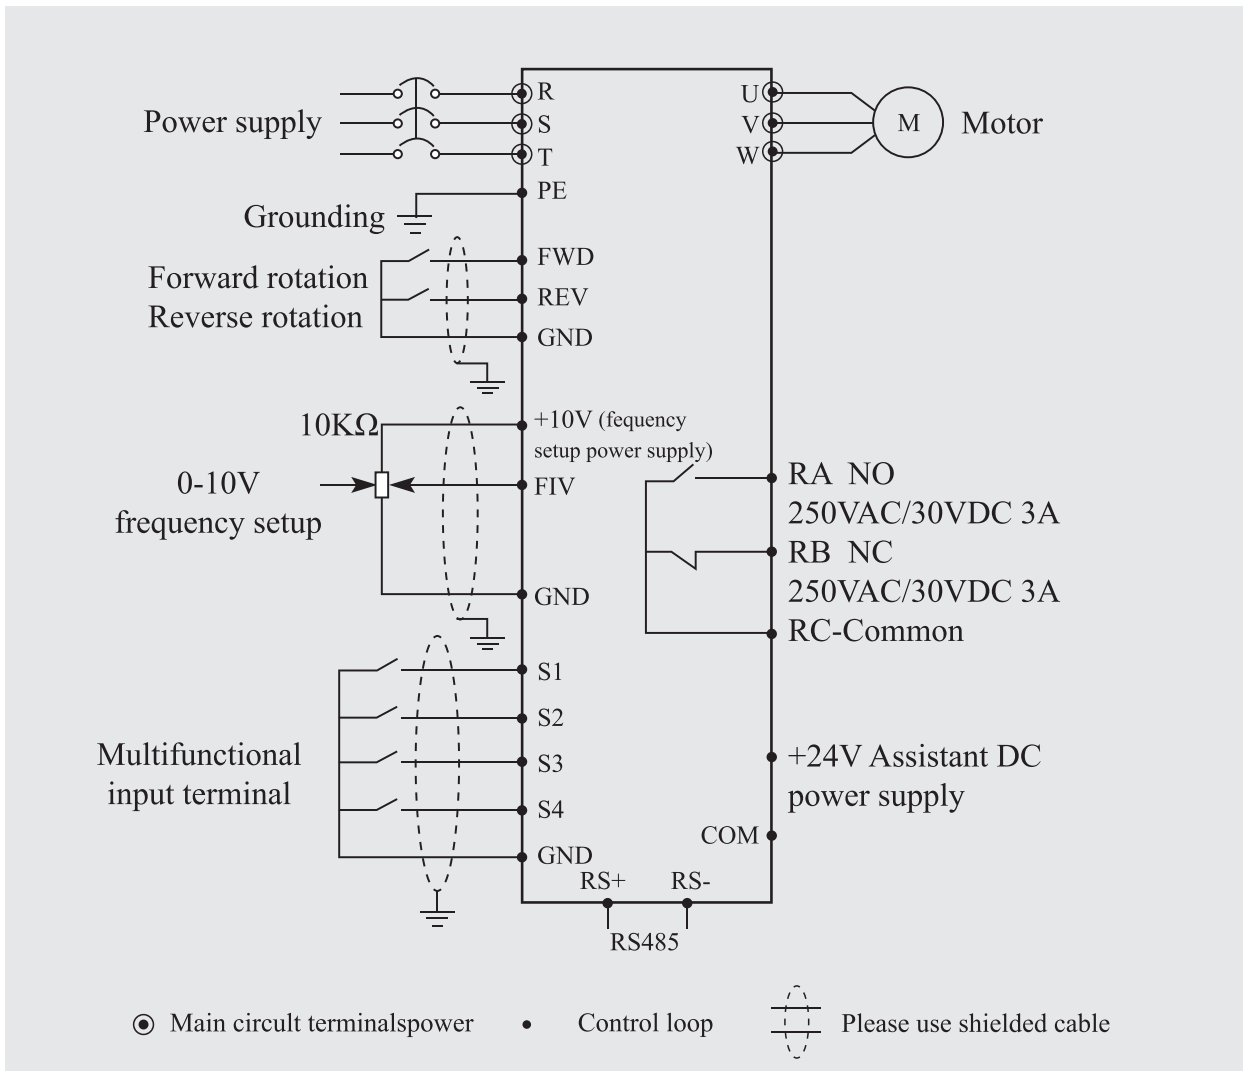 Power supply
R
S
T
PE
Grounding
U
V
W
M
Motor
Forward rotation
Reverse rotation
FWD
REV
GND
10KΩ
+10V (fequency
setup power supply)
0-10V
frequency setup
FIV
GND
RA NO
250VAC/30VDC 3A
RB NC
250VAC/30VDC 3A
RC-Common
Multifunctional
input terminal
S1
S2
S3
S4
GND
+24V Assistant DC
power supply
COM
RS+ RS-
RS485
Main circult terminalspower
Control loop
Please use shielded cable